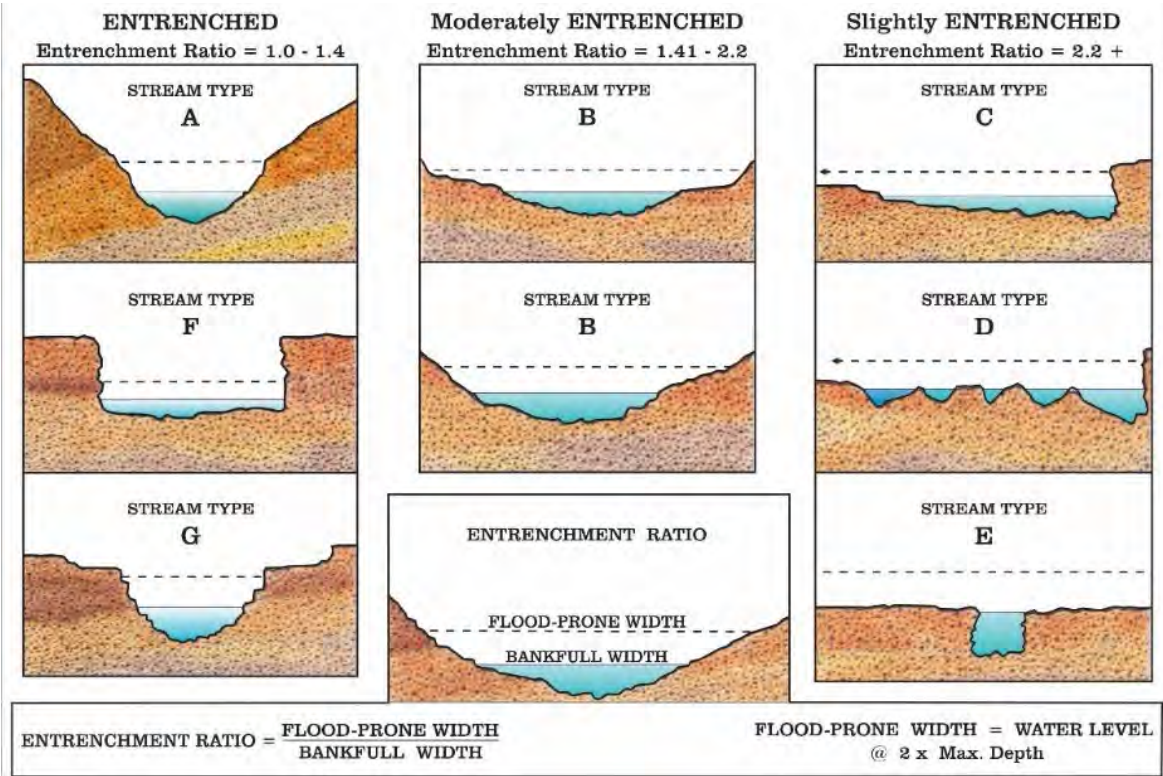 ENTRENCHED
Entrenchment Ratio = 1.0 - 1.4
STREAM TYPE
A
STREAM TYPE
F
STREAM TYPE
G
Moderately ENTRENCHED
Entrenchment Ratio = 1.41 - 2.2
STREAM TYPE
B
STREAM TYPE
B
ENTRENCHMENT RATIO
FLOOD-PRONE WIDTH
BANKFULL WIDTH
Slightly ENTRENCHED
Entrenchment Ratio = 2.2 +
STREAM TYPE
C
STREAM TYPE
D
STREAM TYPE
E
ENTRENCHMENT RATIO = FLOOD-PRONE WIDTH
BANKFULL WIDTH
FLOOD-PRONE WIDTH = WATER LEVEL
@ 2 x Max. Depth